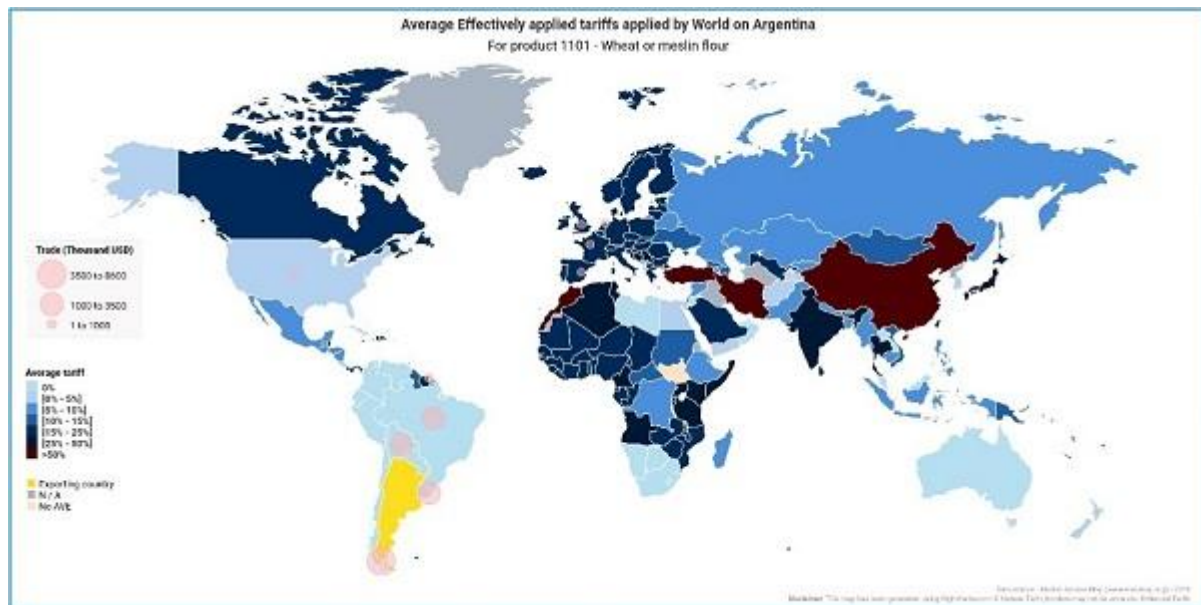 Average Effectively applied tariffs applied by World on Argentina
For product 1101 - Wheat or meslin flour
Trade (Thousand USD)
3500 to 8600
1000 to 3500
1 to 1000
Average tariff
0%
[0% - 5%]
[5% - 10%]
[10% - 15%]
[15% - 25%]
[25% - 50%]
>50%
Exporting country
N / A
No AVE